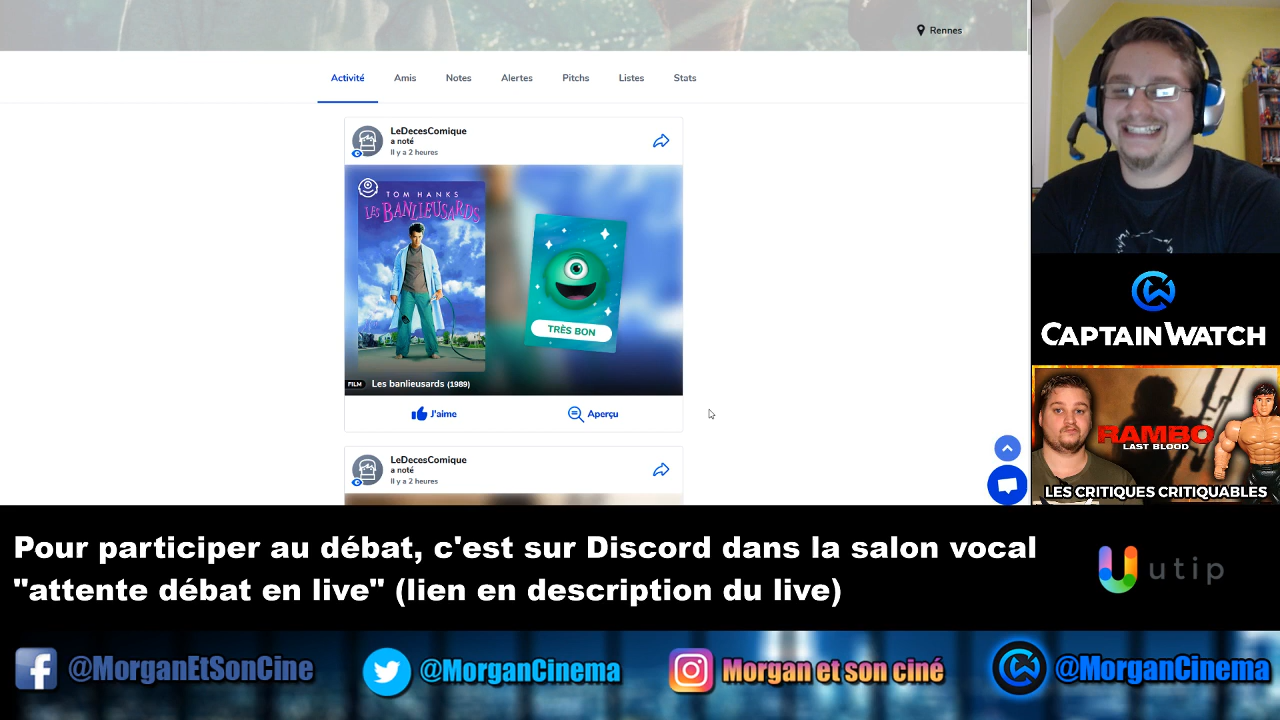 Rennes
Activité
Amis
Notes
Alertes
Pitchs
Listes
Stats
LeDecesComique
a noté
Il y a 2 heures
TOM HANKS
LES BANLIEUSARDS
TRÈS BON
FILM
Les banlieusards (1989)
J'aime
Aperçu
LeDecesComique
a noté
Il y a 2 heures
CAPTAINWATCH
RAMBO
LAST BLOOD
LES CRITIQUES CRITIQUABLES
Pour participer au débat, c'est sur Discord dans la salon vocal
"attente débat en live" (lien en description du live)
utip
@MorganEtSonCine
@MorganCinema
Morgan et son ciné
@MorganCinema